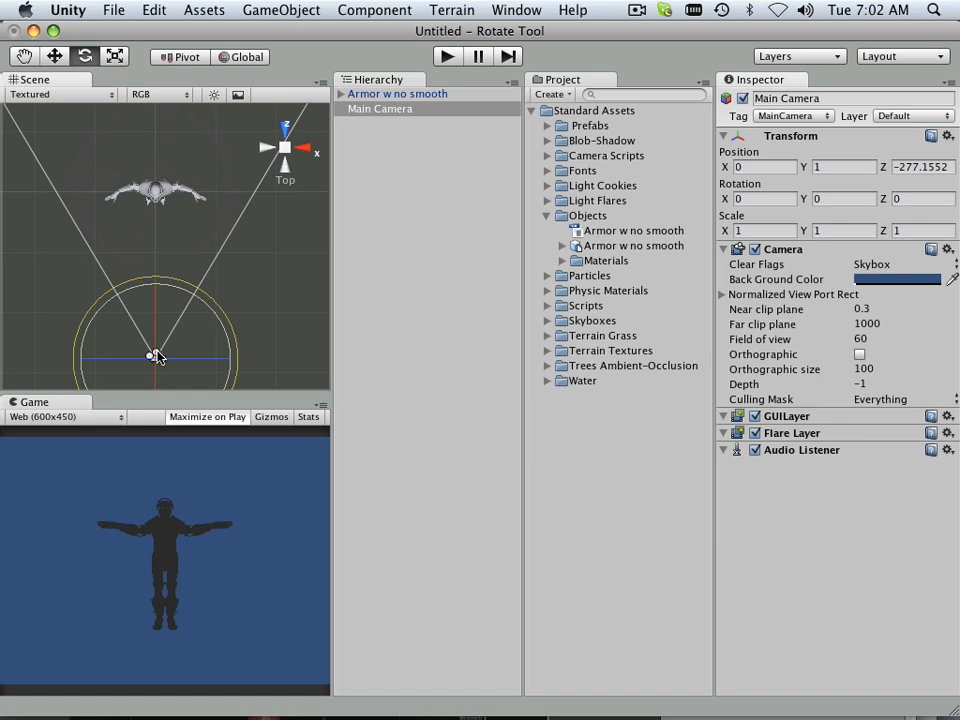 Unity File Edit Assets GameObject Component Terrain Window Help Tue 7:02 AM
Untitled - Rotate Tool
Pivot Global Layers Layout
Scene
Textured RGB
z
x
Top
Game
Web (600x450) Maximize on Play Gizmos Stats
Hierarchy
Armor w no smooth
Main Camera
Project
Create
Standard Assets
Prefabs
Blob-Shadow
Camera Scripts
Fonts
Light Cookies
Light Flares
Objects
Armor w no smooth
Armor w no smooth
Materials
Particles
Physic Materials
Scripts
Skyboxes
Terrain Grass
Terrain Textures
Trees Ambient-Occlusion
Water
Inspector
Main Camera
Tag MainCamera Layer Default
Transform
Position
X 0 Y 1 Z -277.1552
Rotation
X 0 Y 0 Z 0
Scale
X 1 Y 1 Z 1
Camera
Clear Flags Skybox
Back Ground Color
Normalized View Port Rect
Near clip plane 0.3
Far clip plane 1000
Field of view 60
Orthographic
Orthographic size 100
Depth -1
Culling Mask Everything
GUILayer
Flare Layer
Audio Listener